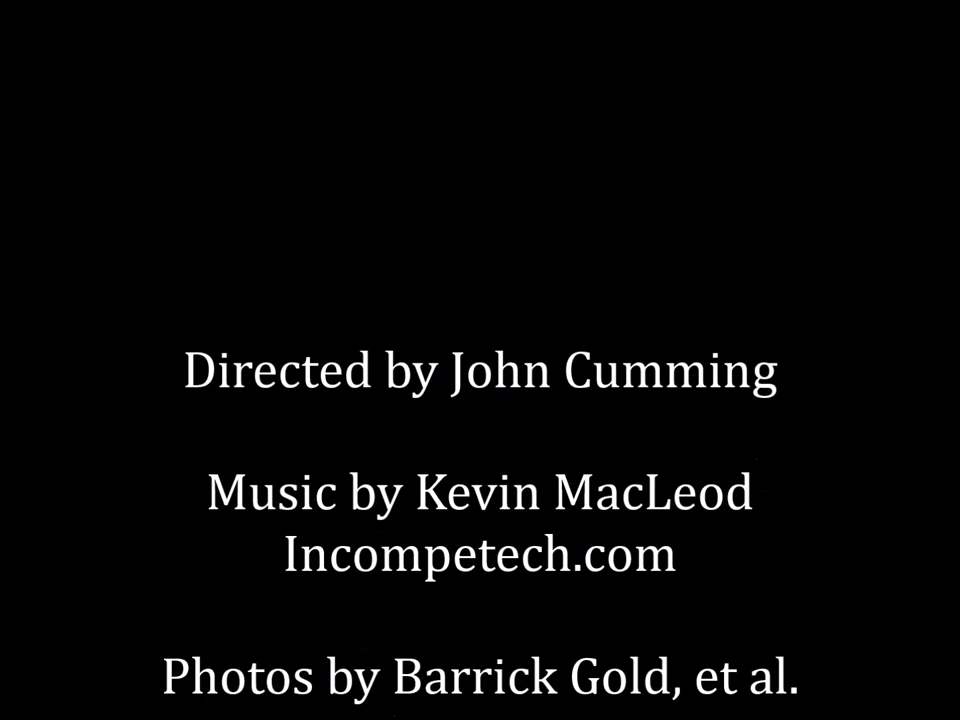 Directed by John Cumming
Music by Kevin MacLeod
Incompetech.com
Photos by Barrick Gold, et al.